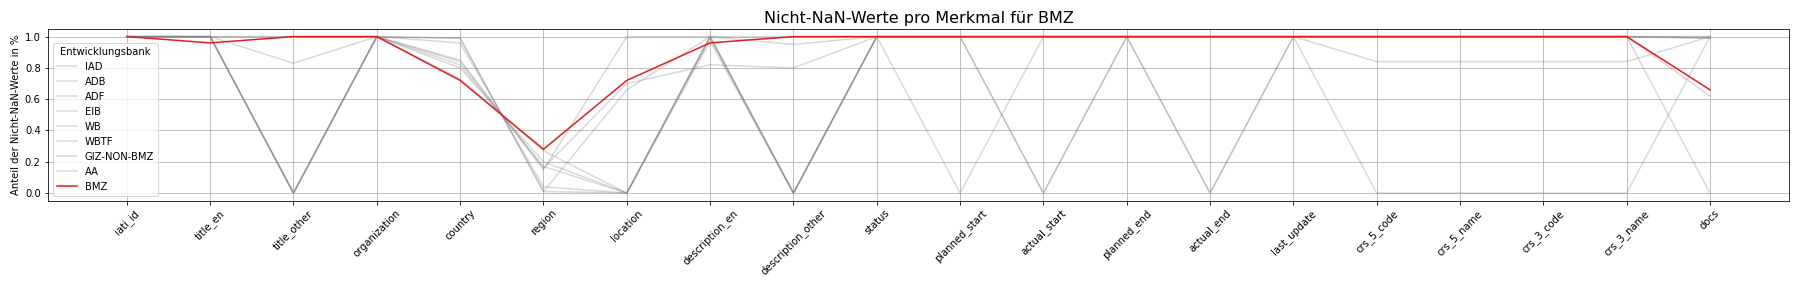 Nicht-NaN-Werte pro Merkmal für BMZ
Anteil der Nicht-NaN-Werte in %
1.0
0.8
0.6
0.4
0.2
0.0
Entwicklungsbank
IAD
ADB
ADF
EIB
WB
WBTF
GIZ-NON-BMZ
AA
BMZ
iati_id
title_en
title_other
organization
country
region
location
description_en
description_other
status
planned_start
actual_start
planned_end
actual_end
last_update
crs_5_code
crs_5_name
crs_3_code
crs_3_name
docs